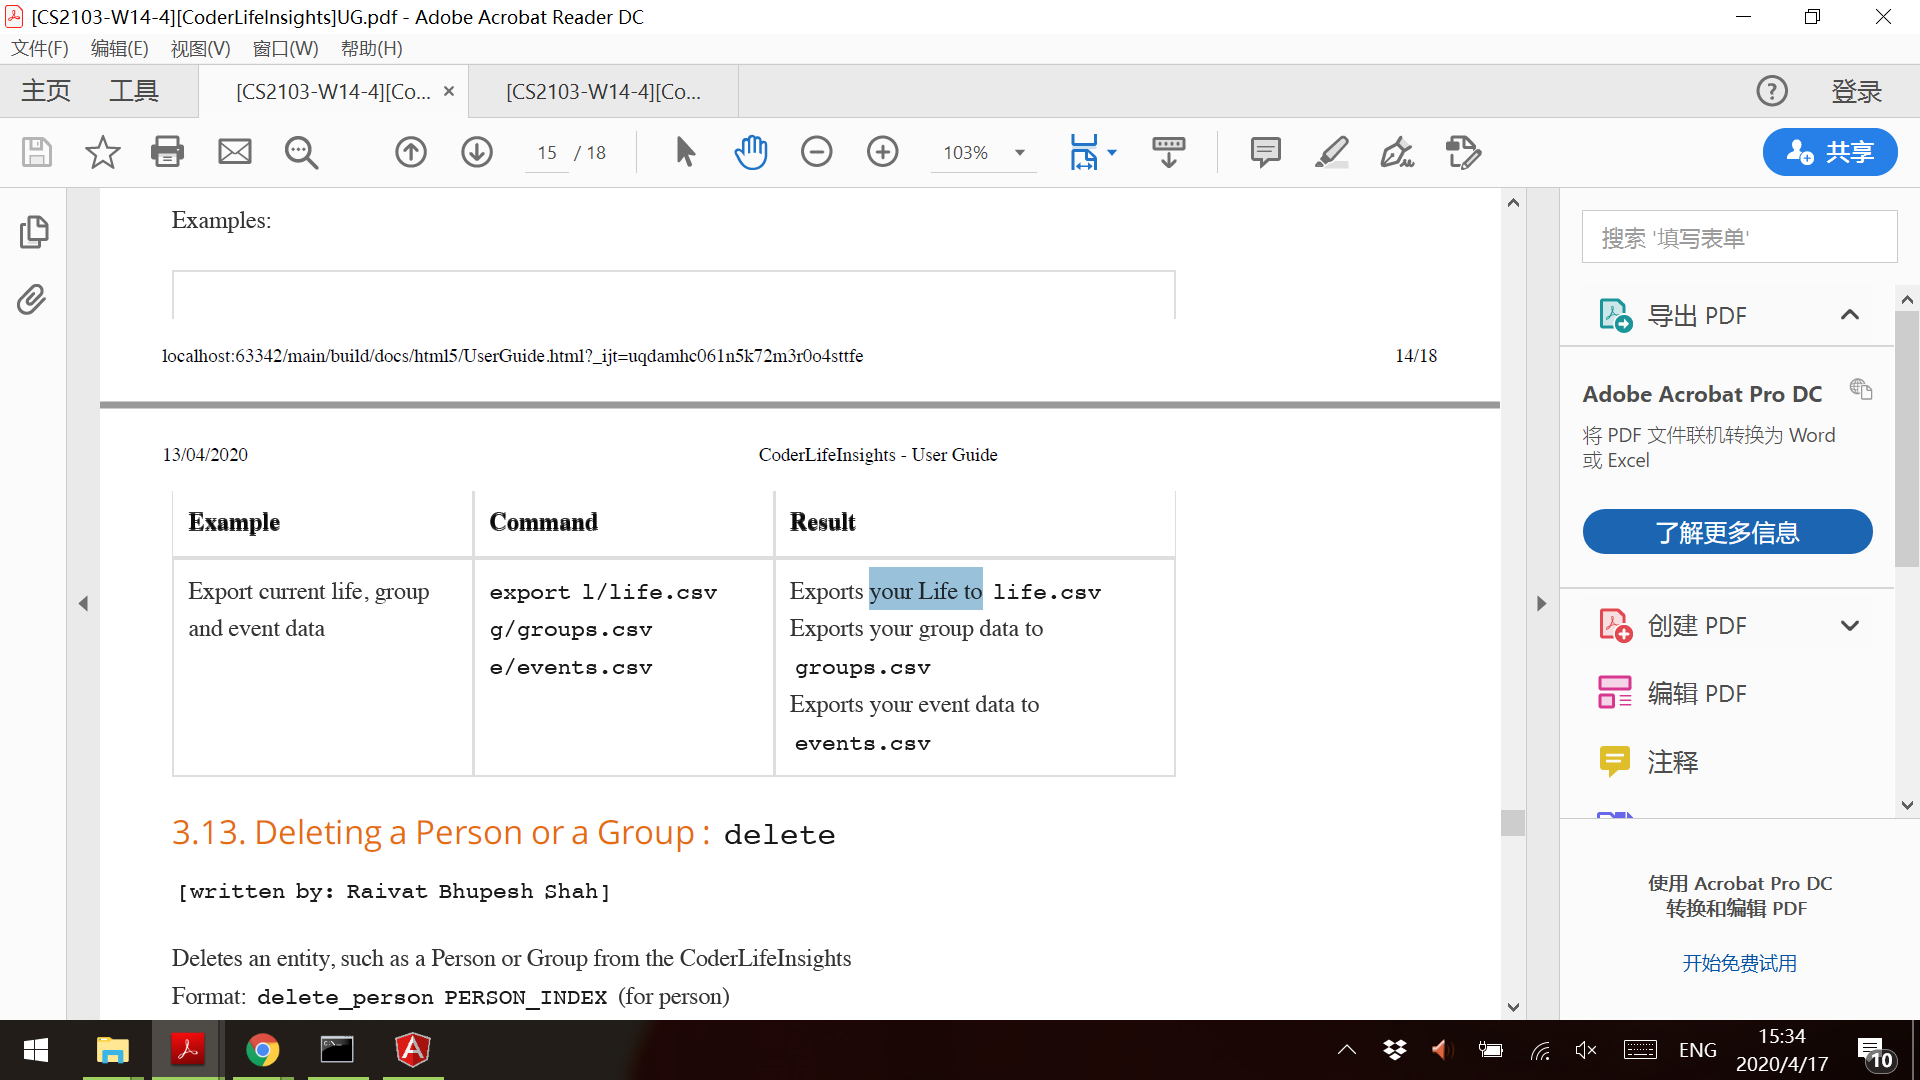 [CS2103-W14-4][CoderLifeInsights]UG.pdf - Adobe Acrobat Reader DC
文件(F) 编辑(E) 视图(V) 窗口(W) 帮助(H)
主页 工具 [CS2103-W14-4][Co... × [CS2103-W14-4][Co... 登录
15 / 18 103% 共享
Examples:
localhost:63342/main/build/docs/html5/UserGuide.html?_ijt=uqdamhc061n5k72m3r0o4sttfe 14/18
13/04/2020 CoderLifeInsights - User Guide
Example Command Result
Export current life, group and event data
export l/life.csv
g/groups.csv
e/events.csv
Exports your Life to life.csv
Exports your group data to
groups.csv
Exports your event data to
events.csv
3.13. Deleting a Person or a Group : delete
[written by: Raivat Bhupesh Shah]
Deletes an entity, such as a Person or Group from the CoderLifeInsights
Format: delete_person PERSON_INDEX (for person)
搜索 '填写表单'
导出 PDF
Adobe Acrobat Pro DC
将 PDF 文件联机转换为 Word
或 Excel
了解更多信息
创建 PDF
编辑 PDF
注释
使用 Acrobat Pro DC
转换和编辑 PDF
开始免费试用
ENG
15:34
2020/4/17
10